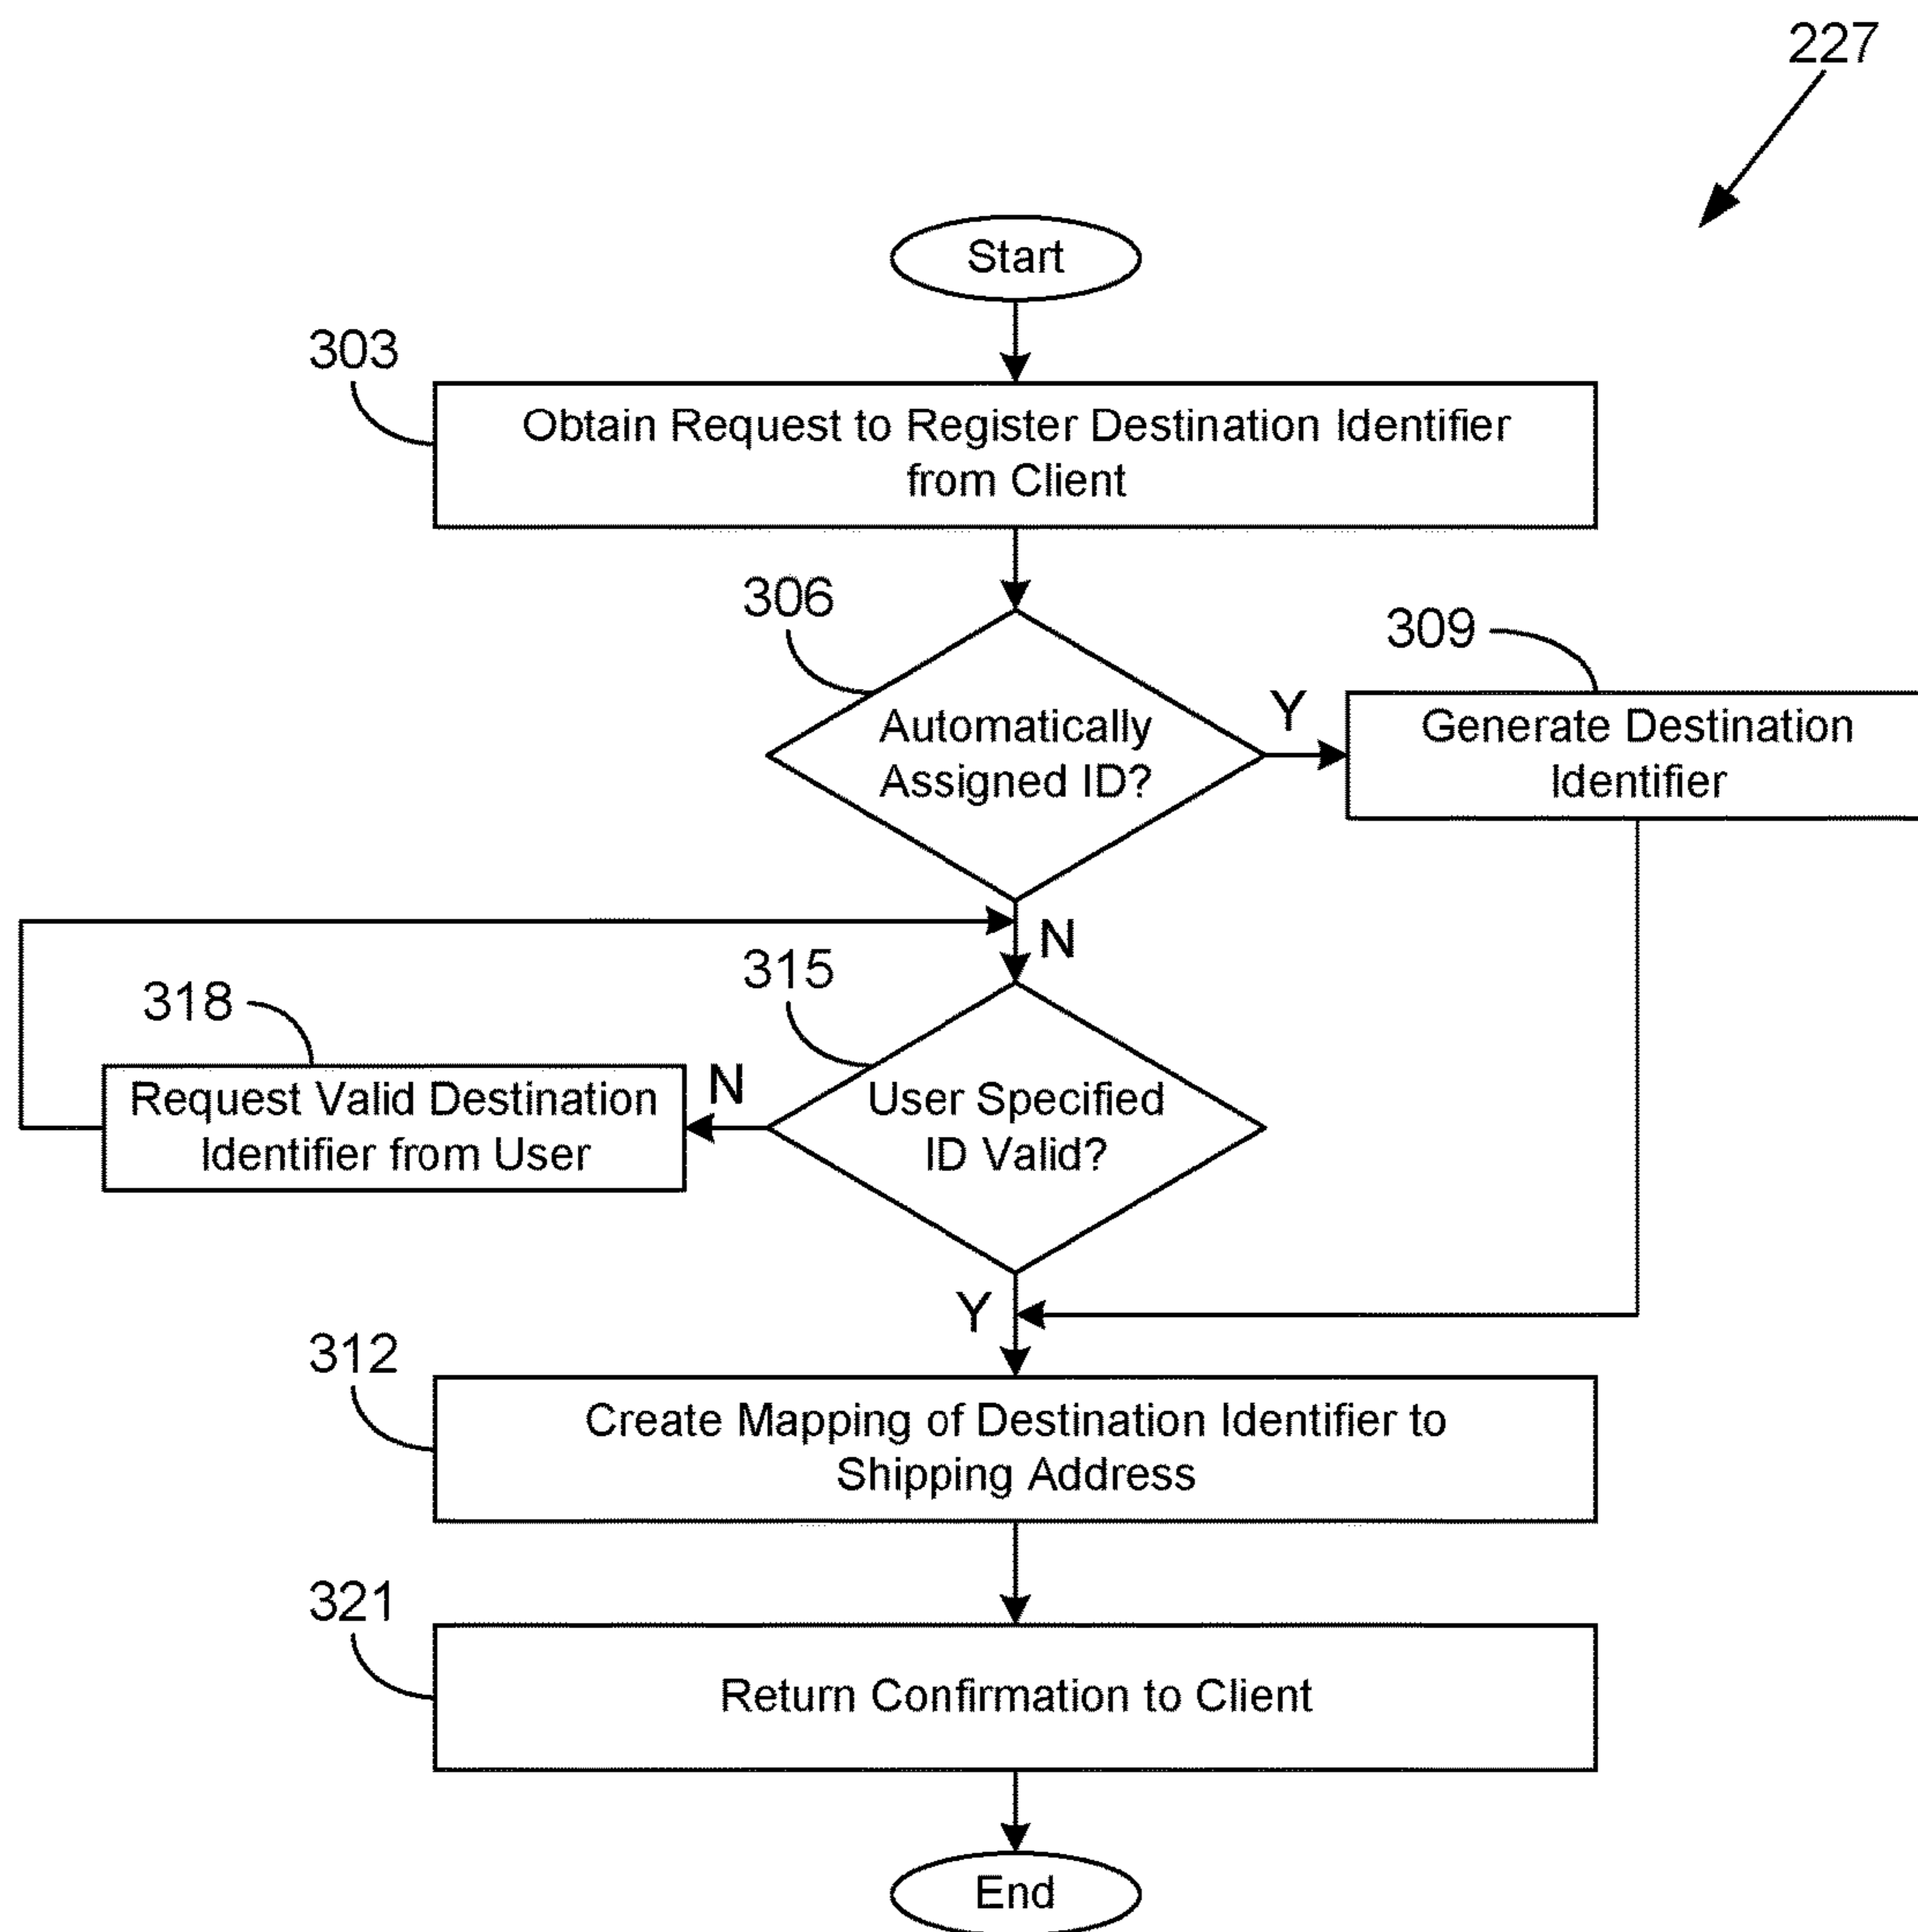 227
Start
303
Obtain Request to Register Destination Identifier
from Client
306
309
Automatically
Assigned ID?
Y
Generate Destination
Identifier
N
315
318
User Specified
ID Valid?
N
Request Valid Destination
Identifier from User
Y
312
Create Mapping of Destination Identifier to
Shipping Address
321
Return Confirmation to Client
End